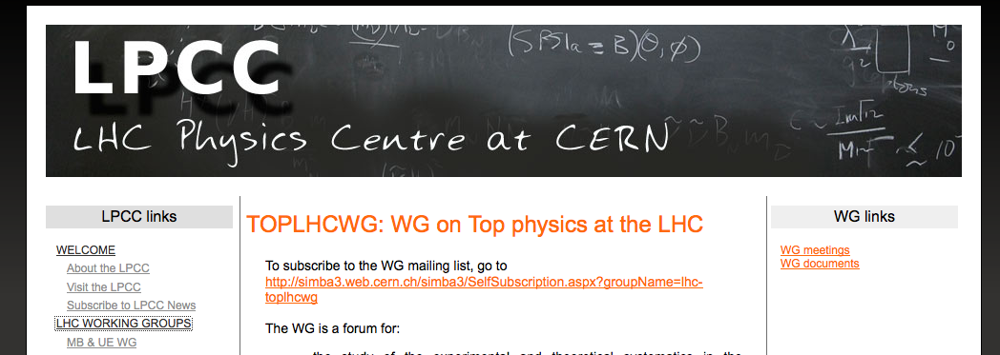 LPCC
LHC Physics Centre at CERN
LPCC links
WELCOME
About the LPCC
Visit the LPCC
Subscribe to LPCC News
LHC WORKING GROUPS
MB & UE WG
TOPLHCWG: WG on Top physics at the LHC
To subscribe to the WG mailing list, go to
http://simba3.web.cern.ch/simba3/SelfSubscription.aspx?groupName=lhc-
toplhcwg
The WG is a forum for:
the study of the experimental and theoretical systematics in the
WG links
WG meetings
WG documents